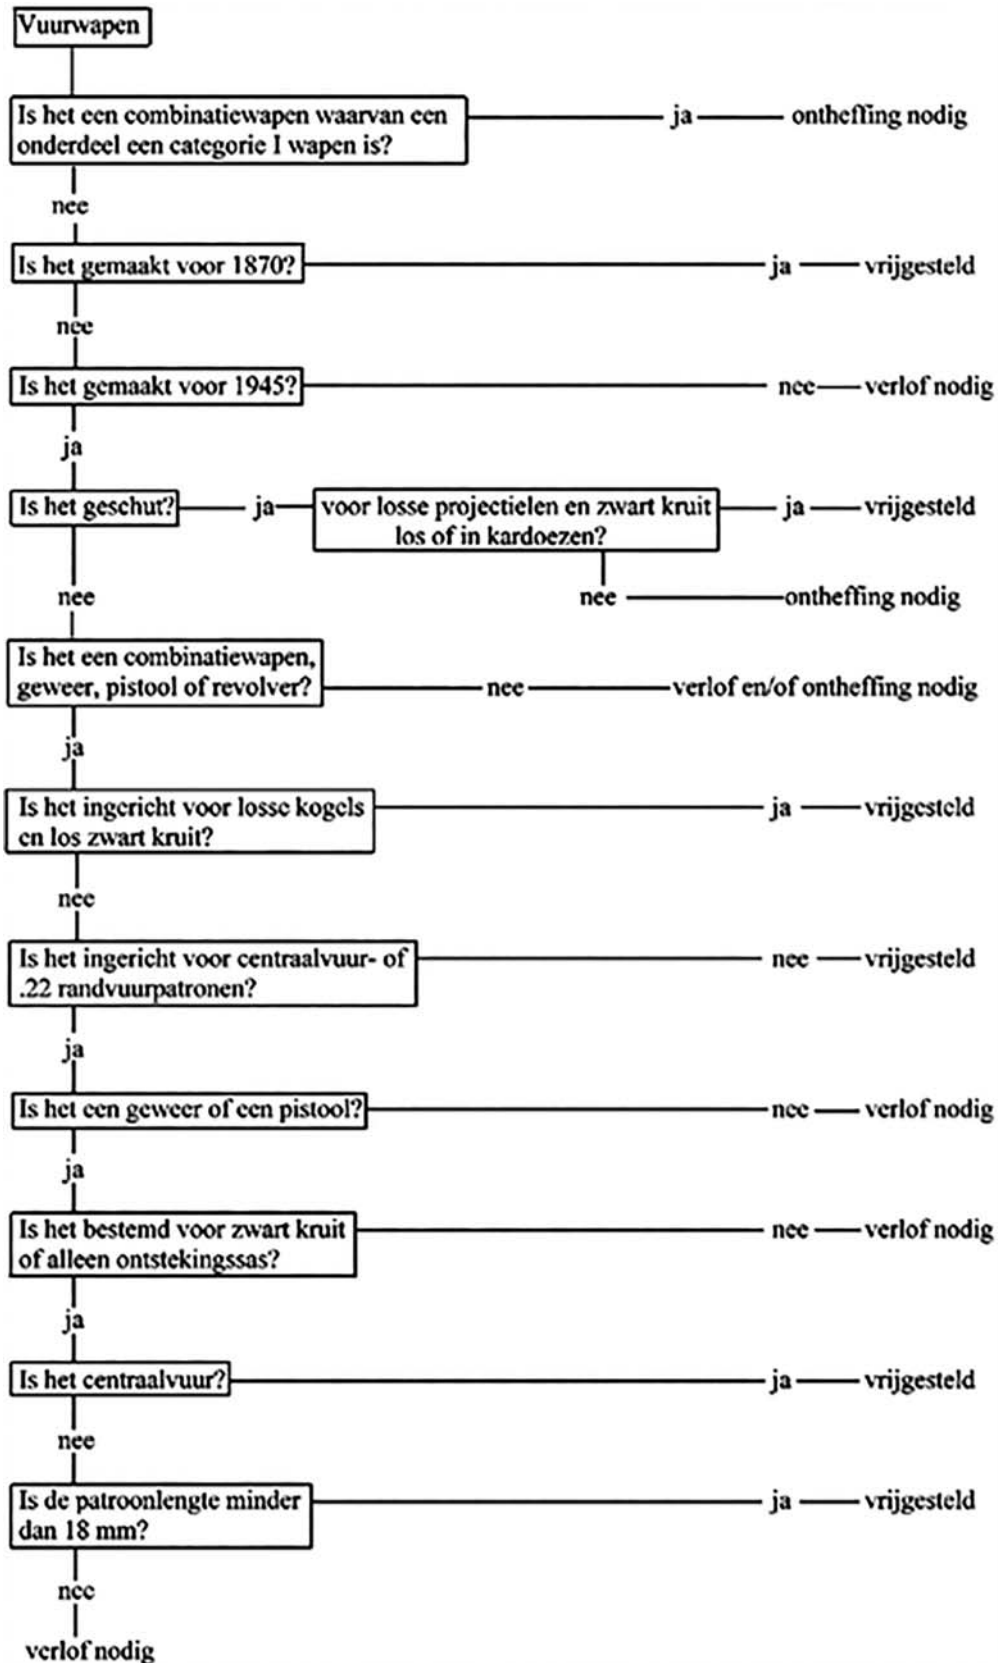 Vuurwapen
Is het een combinatiewapen waarvan een
onderdeel een categorie I wapen is?
ja
ontheffing nodig
nee
Is het gemaakt voor 1870?
ja
vrijgesteld
nee
Is het gemaakt voor 1945?
nee
verlof nodig
ja
Is het geschut?
ja
voor losse projectielen en zwart kruit
los of in kardoezen?
ja
vrijgesteld
nee
ontheffing nodig
nee
Is het een combinatiewapen,
geweer, pistool of revolver?
nee
verlof en/of ontheffing nodig
ja
Is het ingericht voor losse kogels
en los zwart kruit?
ja
vrijgesteld
nee
Is het ingericht voor centraalvuur- of
.22 randvuurpatronen?
nee
vrijgesteld
ja
Is het een geweer of een pistool?
nee
verlof nodig
ja
Is het bestemd voor zwart kruit
of alleen ontstekingssas?
nee
verlof nodig
ja
Is het centraalvuur?
ja
vrijgesteld
nee
Is de patroonlengte minder
dan 18 mm?
ja
vrijgesteld
nee
verlof nodig